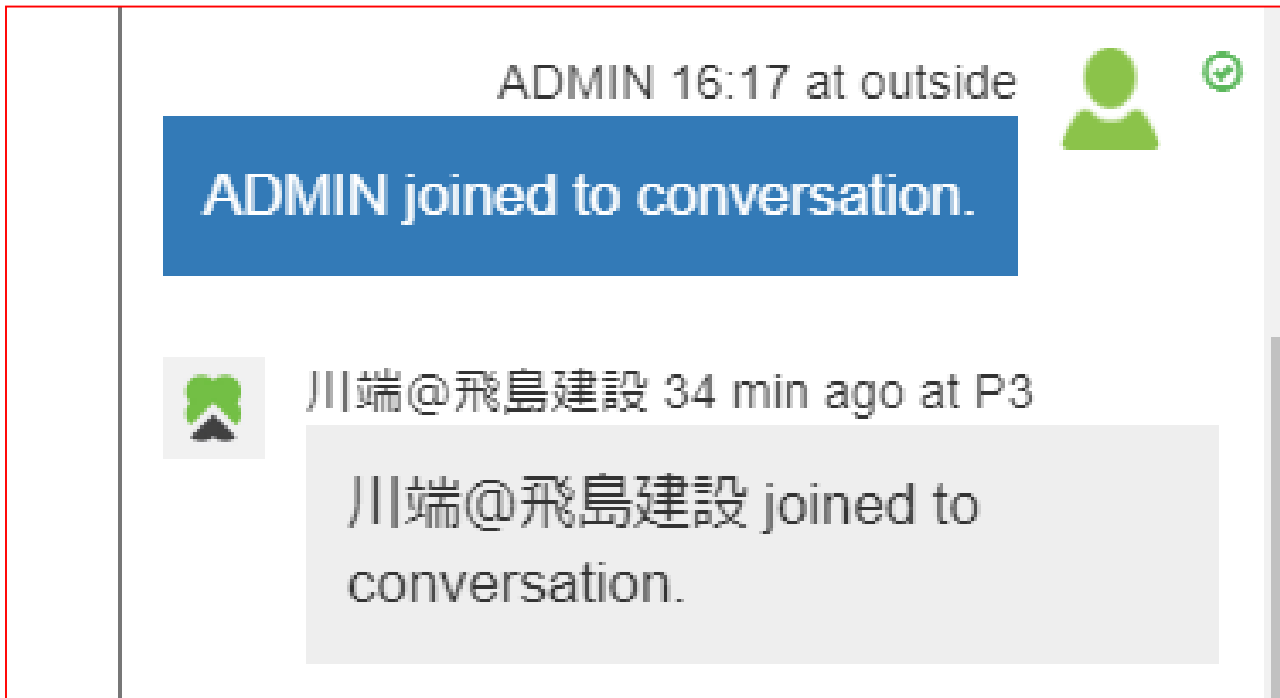 ADMIN 16:17 at outside
ADMIN joined to conversation.
川端@飛島建設 34 min ago at P3
川端@飛島建設 joined to
conversation.